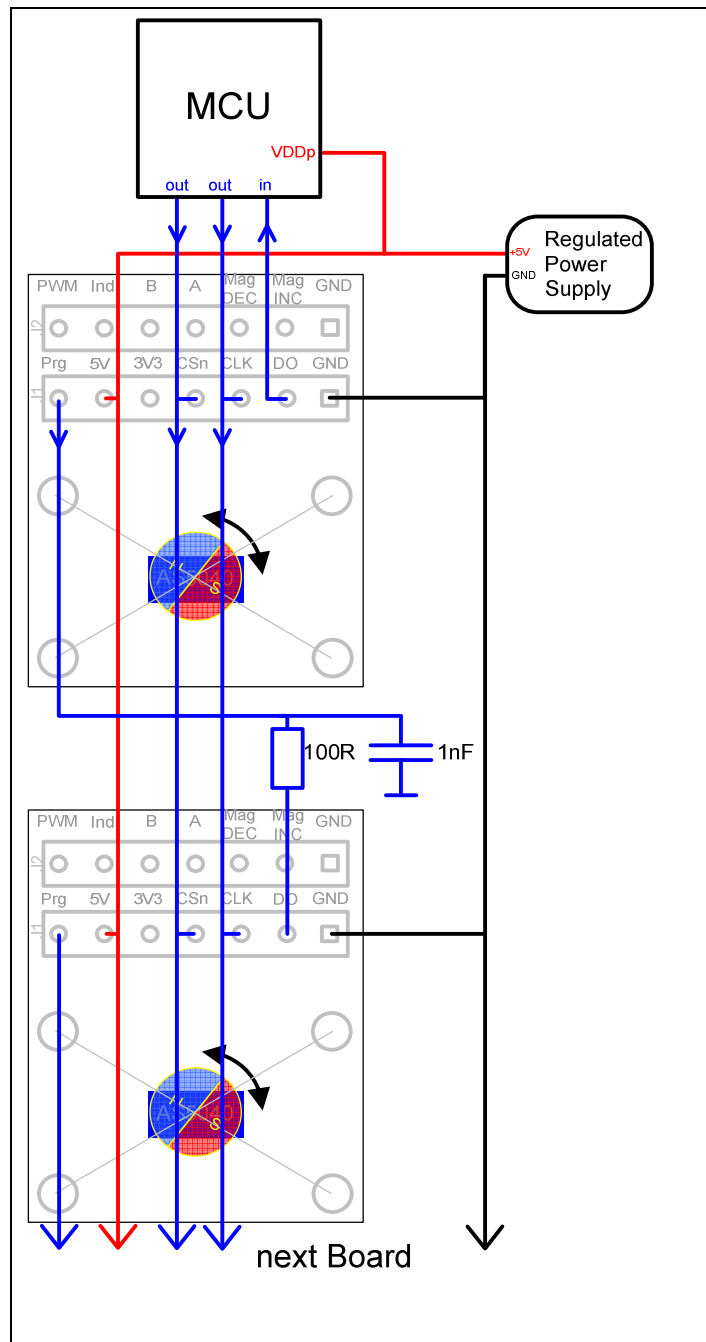 MCU
VDDp
out out in
+5V
GND
Regulated
Power
Supply
PWM Ind B A Mag DEC Mag INC GND
J2
Prg 5V 3V3 CSn CLK DO GND
J1
AS5040
S
100R
1nF
PWM Ind B A Mag DEC Mag INC GND
J2
Prg 5V 3V3 CSn CLK DO GND
J1
AS5040
S
next Board